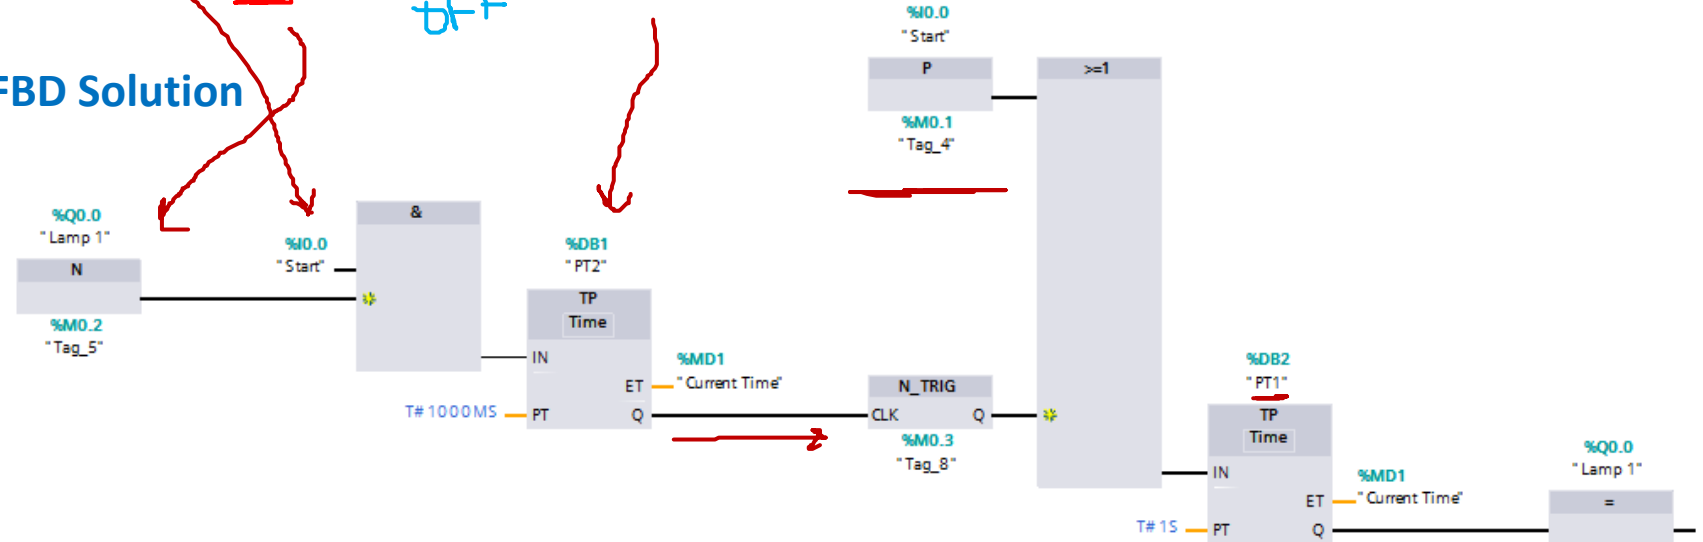 off
%I0.0
"Start"
FBD Solution
P
>=1
%M0.1
"Tag_4"
%Q0.0
"Lamp 1"
N
%M0.2
"Tag_5"
%I0.0
"Start"
&
%DB1
"PT2"
TP
Time
IN
%MD1
ET
"Current Time"
T#1000MS
PT
Q
N_TRIG
CLK
Q
%M0.3
"Tag_8"
%DB2
"PT1"
TP
Time
IN
%MD1
ET
"Current Time"
T#1S
PT
Q
%Q0.0
"Lamp 1"
=